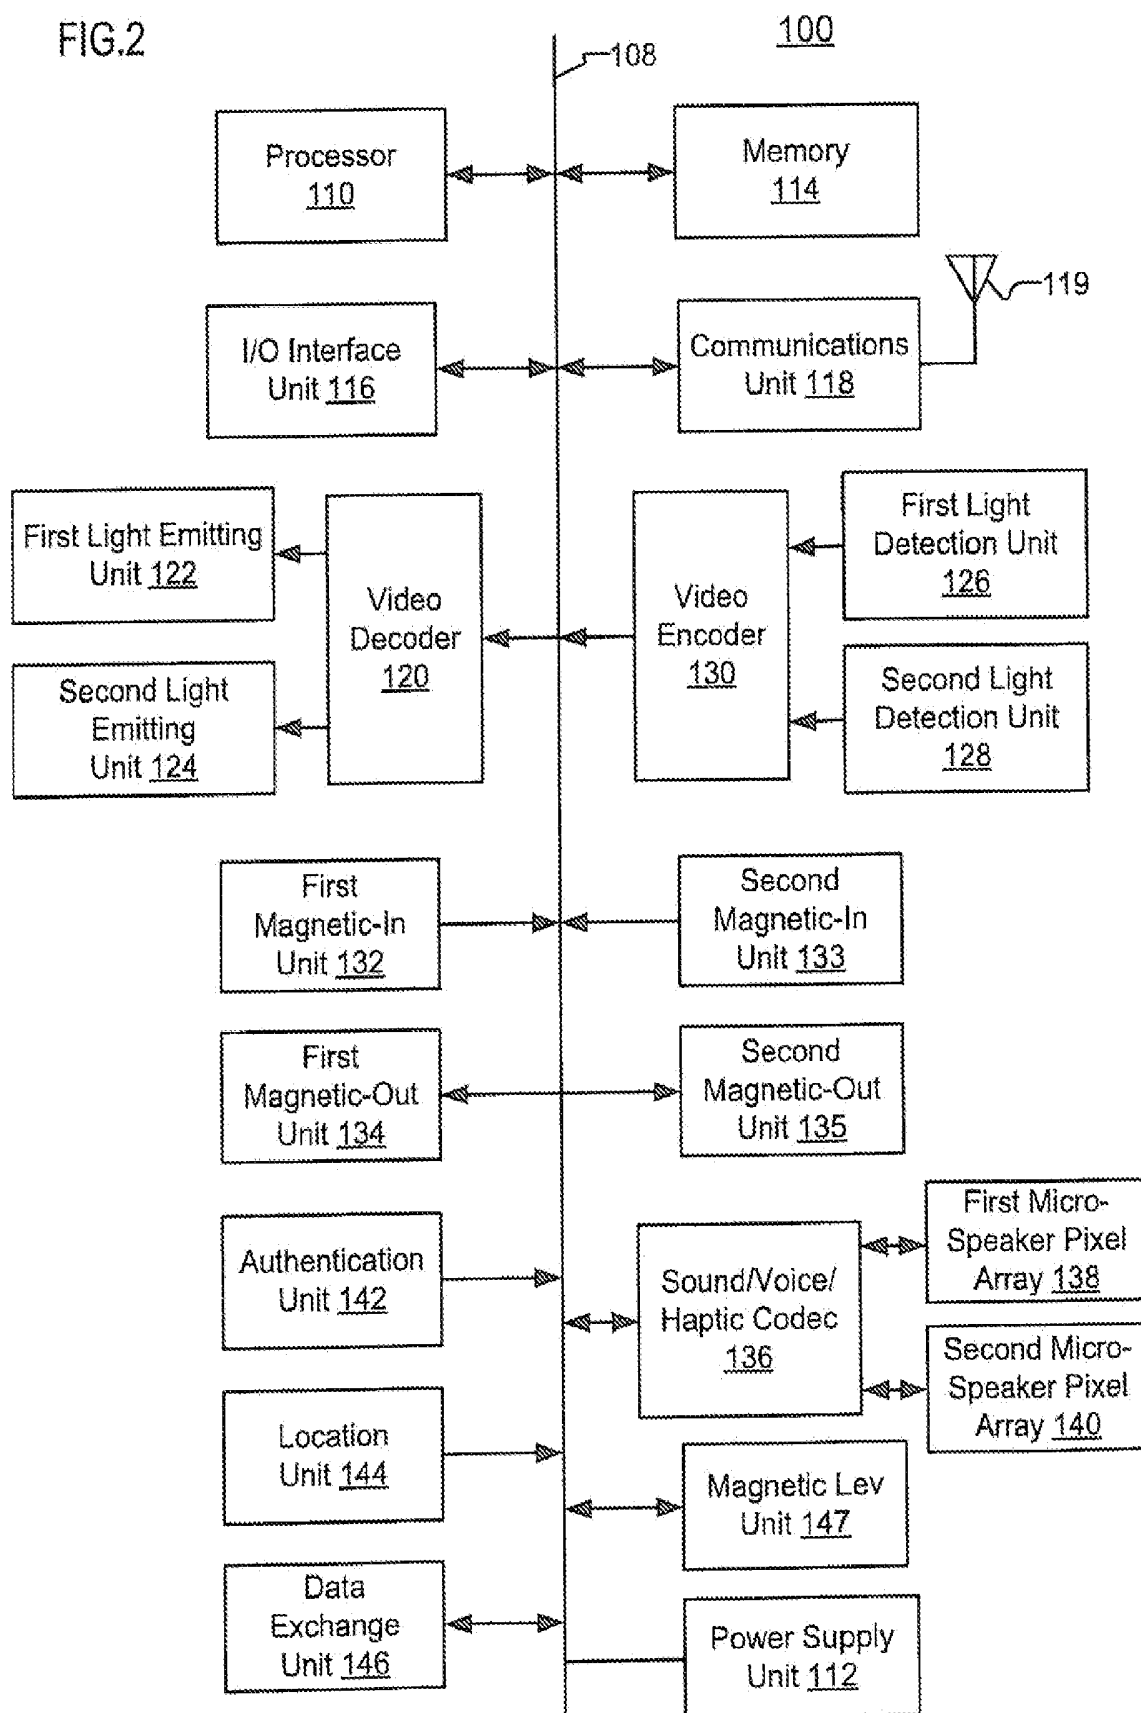 FIG.2
100
108
Processor
110
Memory
114
119
I/O Interface
Unit 116
Communications
Unit 118
First Light Emitting
Unit 122
Second Light
Emitting
Unit 124
Video
Decoder
120
Video
Encoder
130
First Light
Detection Unit
126
Second Light
Detection Unit
128
First
Magnetic-In
Unit 132
Second
Magnetic-In
Unit 133
First
Magnetic-Out
Unit 134
Second
Magnetic-Out
Unit 135
Authentication
Unit 142
Sound/Voice/
Haptic Codec
136
First Micro-
Speaker Pixel
Array 138
Second Micro-
Speaker Pixel
Array 140
Location
Unit 144
Magnetic Lev
Unit 147
Data
Exchange
Unit 146
Power Supply
Unit 112